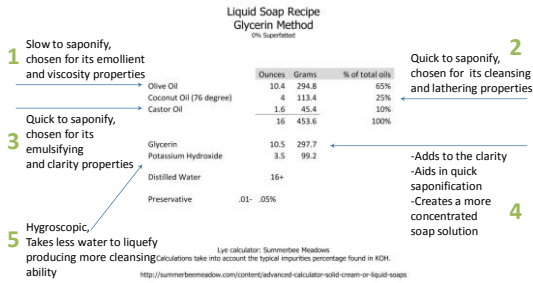 Liquid Soap Recipe
Glycerin Method
0% Superfatted
1
Slow to saponify,
chosen for its emollient
and viscosity properties
2
Quick to saponify,
chosen for its cleansing
and lathering properties
Ounces Grams % of total oils
Olive Oil 10.4 294.8 65%
Coconut Oil (76 degree) 4 113.4 25%
Castor Oil 1.6 45.4 10%
16 453.6 100%
3
Quick to saponify,
chosen for its
emulsifying
and clarity properties
Glycerin 10.5 297.7
Potassium Hydroxide 3.5 99.2
Distilled Water 16+
Preservative .01- .05%
-Adds to the clarity
-Aids in quick
saponification
-Creates a more
concentrated
soap solution
4
5
Hygroscopic,
Takes less water to liquefy
producing more cleansing
ability
Lye calculator: Summerbee Meadows
Calculations take into account the typical impurities percentage found in KOH.
http://summerbeemeadow.com/content/advanced-calculator-solid-cream-or-liquid-soaps